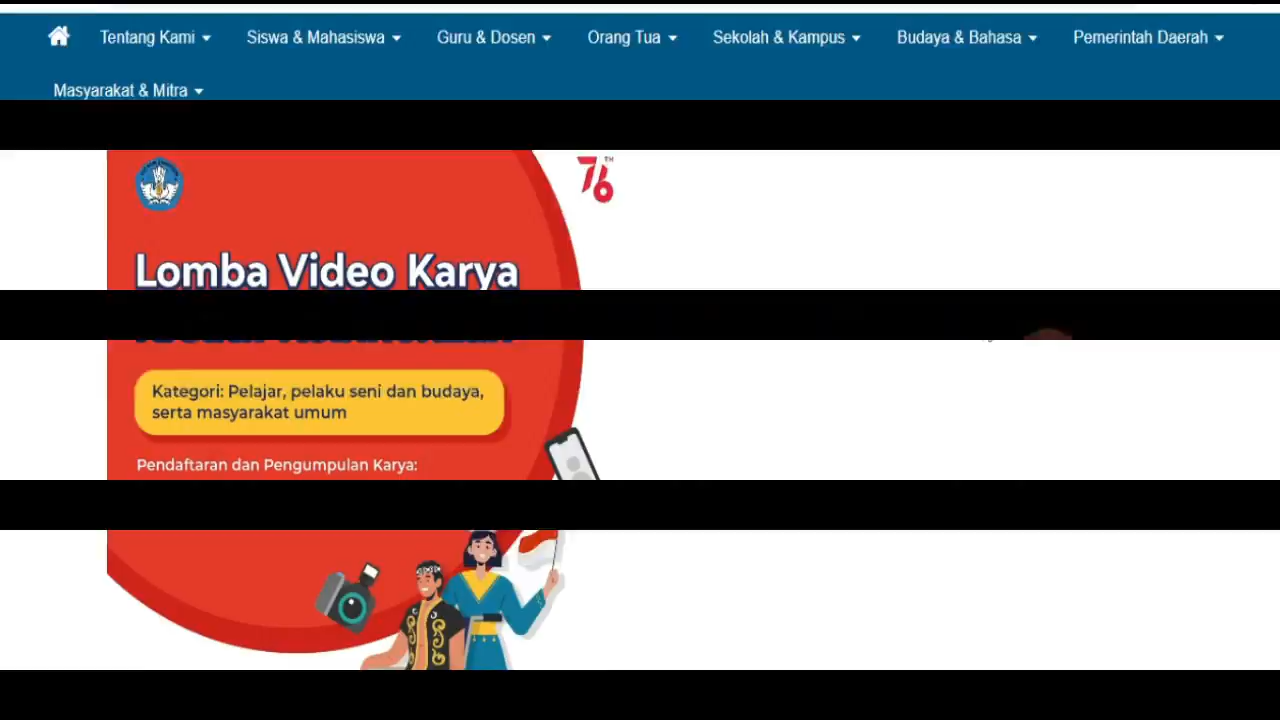 Tentang Kami Siswa & Mahasiswa Guru & Dosen Orang Tua Sekolah & Kampus Budaya & Bahasa Pemerintah Daerah
Masyarakat & Mitra
76 TH
Lomba Video Karya
Kategori: Pelajar, pelaku seni dan budaya,
serta masyarakat umum
Pendaftaran dan Pengumpulan Karya: